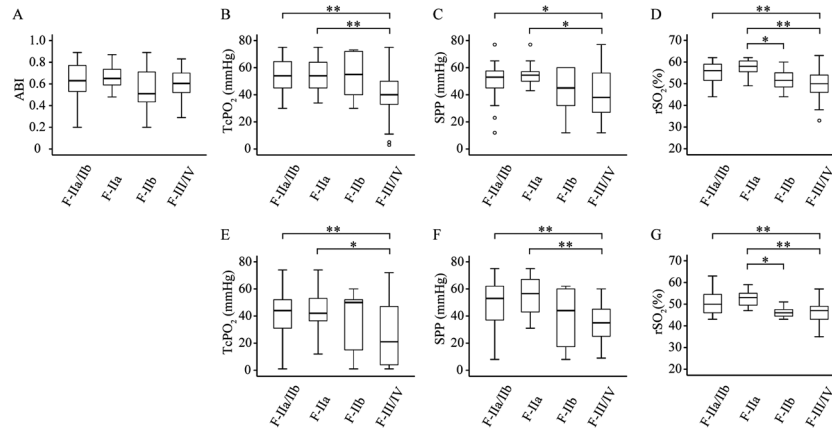 A
ABI
1.0
0.8
0.6
0.4
0.2
0
F-IIa/IIb
F-IIa
F-IIb
F-III/IV
B
**
**
TcPO2 (mmHg)
80
60
40
20
0
F-IIa/IIb
F-IIa
F-IIb
F-III/IV
C
*
*
SPP (mmHg)
80
60
40
20
0
F-IIa/IIb
F-IIa
F-IIb
F-III/IV
D
**
**
*
rSO2(%)
70
60
50
40
30
20
F-IIa/IIb
F-IIa
F-IIb
F-III/IV
E
**
*
TcPO2 (mmHg)
80
60
40
20
0
F-IIa/IIb
F-IIa
F-IIb
F-III/IV
F
**
**
SPP (mmHg)
80
60
40
20
0
F-IIa/IIb
F-IIa
F-IIb
F-III/IV
G
**
**
*
rSO2(%)
70
60
50
40
30
20
F-IIa/IIb
F-IIa
F-IIb
F-III/IV